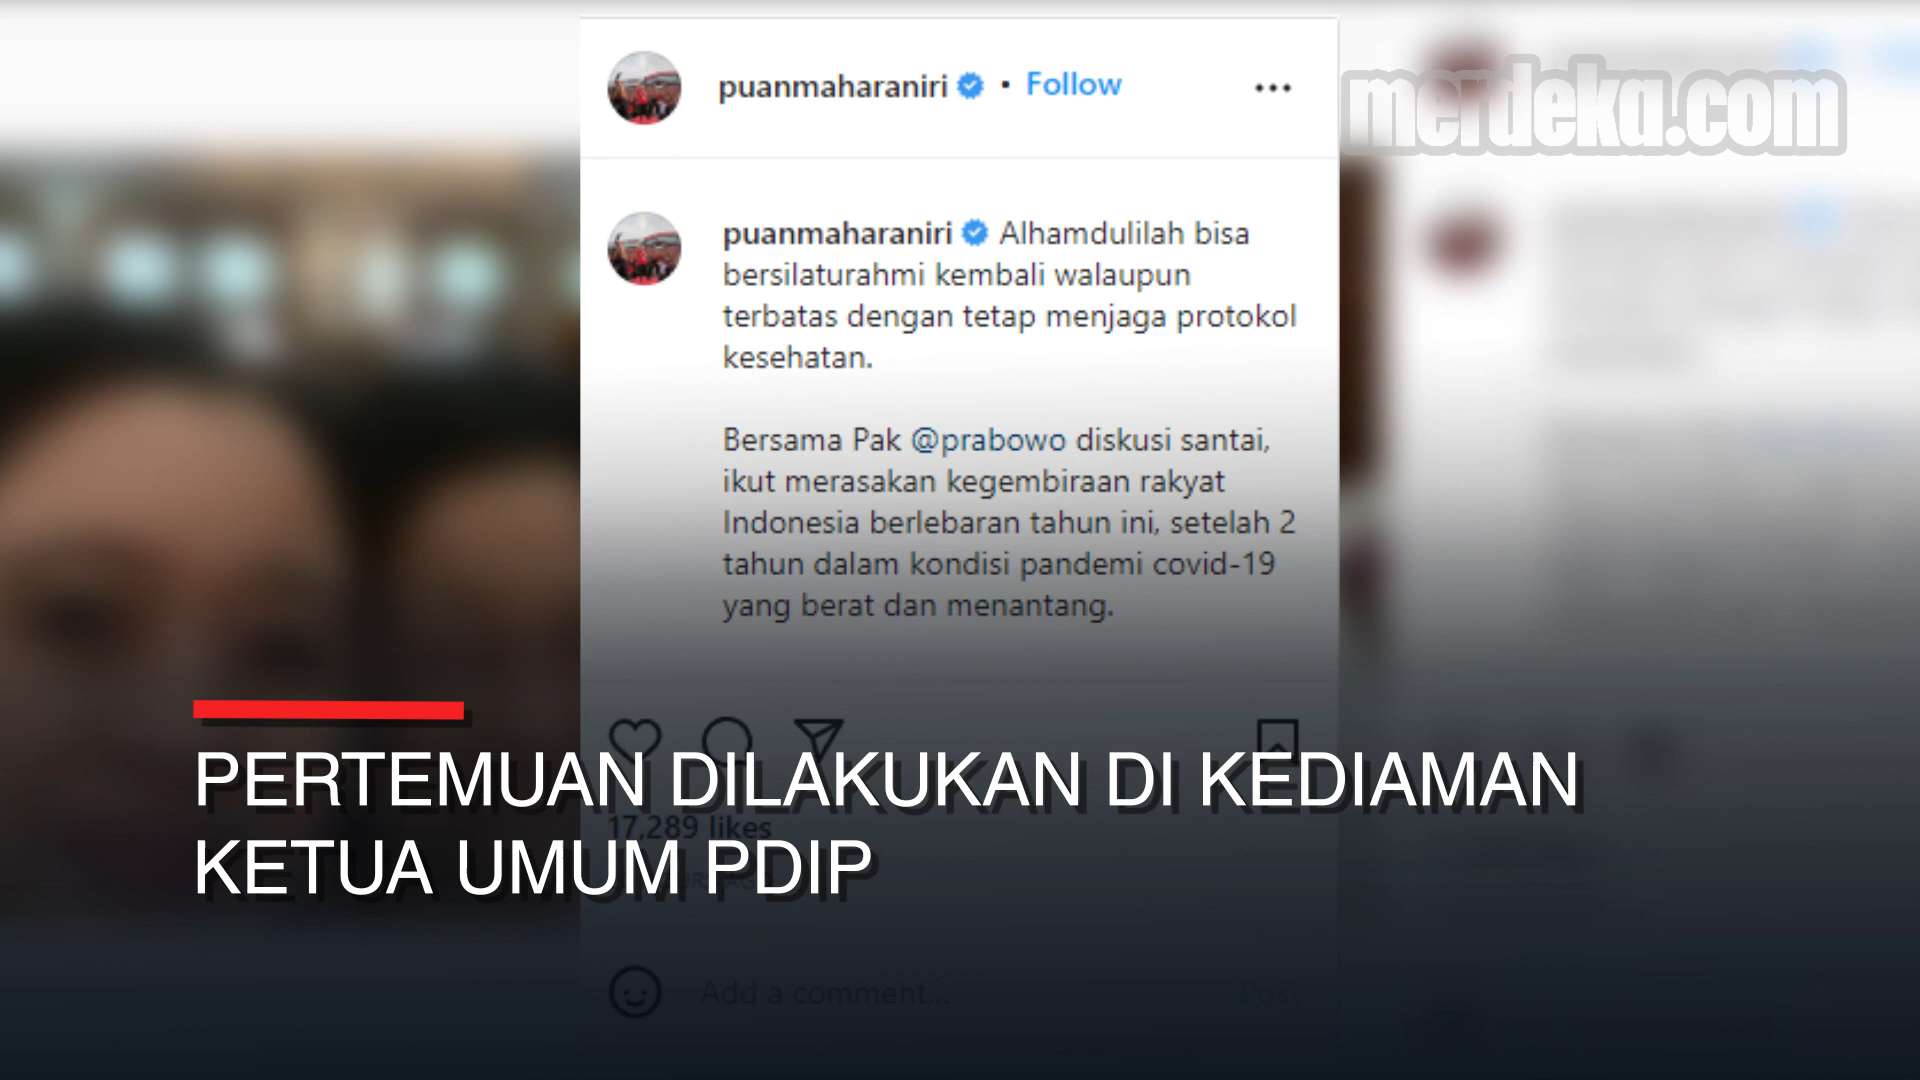 puanmaharaniri • Follow
merdeka.com
puanmaharaniri Alhamdulilah bisa
bersilaturahmi kembali walaupun
terbatas dengan tetap menjaga protokol
kesehatan.
Bersama Pak @prabowo diskusi santai,
ikut merasakan kegembiraan rakyat
Indonesia berlebaran tahun ini, setelah 2
tahun dalam kondisi pandemi covid-19
yang berat dan menantang.
PERTEMUAN DILAKUKAN DI KEDIAMAN
17,289 likes
KETUA UMUM PDIP
Add a comment...
Post